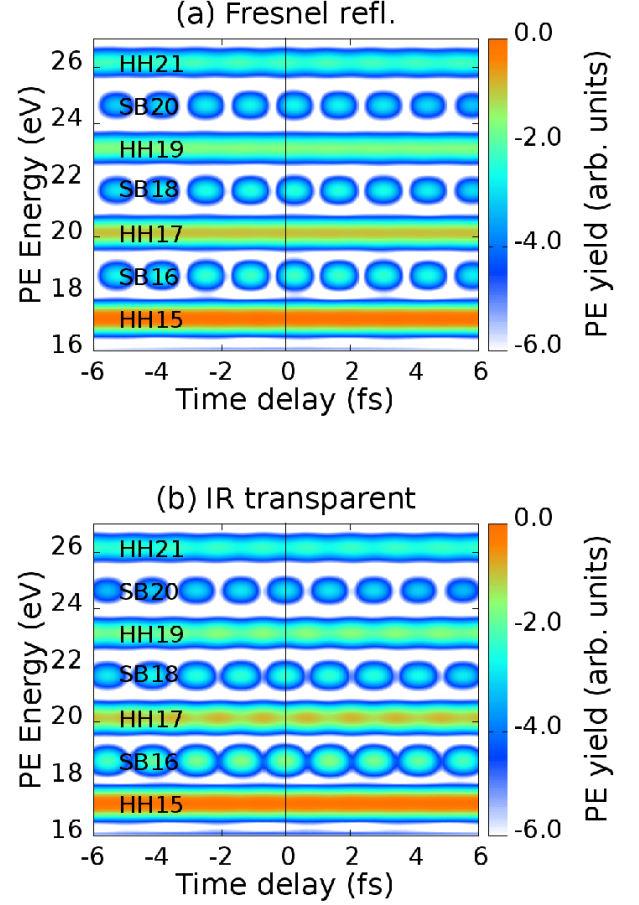 (a) Fresnel refl.
PE Energy (eV)
26
24
22
20
18
16
HH21
SB20
HH19
SB18
HH17
SB16
HH15
-6
-4
-2
0
2
4
6
Time delay (fs)
0.0
-2.0
-4.0
-6.0
PE yield (arb. units)
(b) IR transparent
PE Energy (eV)
26
24
22
20
18
16
HH21
SB20
HH19
SB18
HH17
SB16
HH15
-6
-4
-2
0
2
4
6
Time delay (fs)
0.0
-2.0
-4.0
-6.0
PE yield (arb. units)